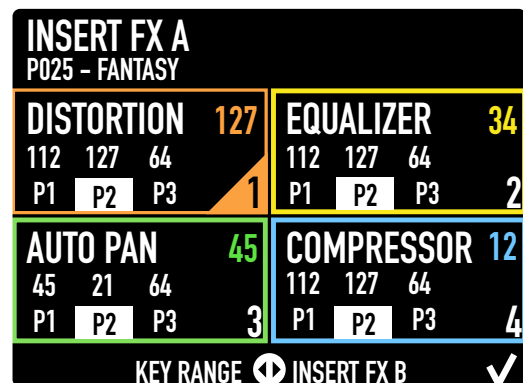 INSERT FX A
P025 – FANTASY
DISTORTION 127
112 127 64
P1 P2 P3 1
EQUALIZER 34
112 127 64
P1 P2 P3 2
AUTO PAN 45
45 21 64
P1 P2 P3 3
COMPRESSOR 12
112 127 64
P1 P2 P3 4
KEY RANGE INSERT FX B